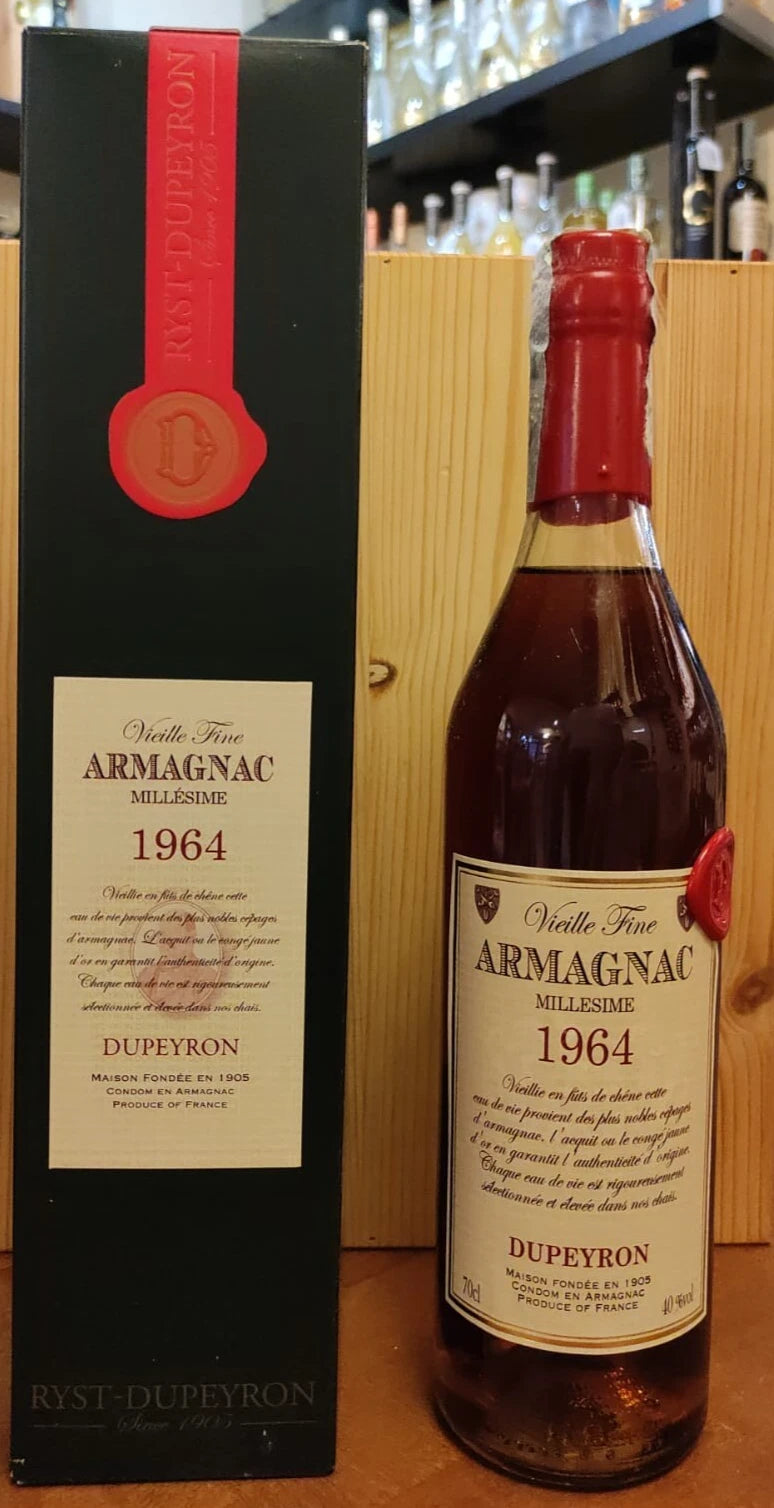 RYST-DUPEYRON
Since 1905
D
Vieille Fine
ARMAGNAC
MILLÉSIME
1964
Vieillie en fûts de chêne cette
eau de vie provient des plus nobles cépages
d'armagnac. L'acquit ou le congé jaune
d'or en garantit l'authenticité d'origine.
Chaque eau de vie est rigoureusement
sélectionnée et élevée dans nos chais.
DUPEYRON
MAISON FONDÉE EN 1905
CONDOM EN ARMAGNAC
PRODUCE OF FRANCE
RYST-DUPEYRON
Since 1905
Vieille Fine
ARMAGNAC
MILLESIME
1964
Vieillie en fûts de chêne cette
eau de vie provient des plus nobles cépages
d'armagnac. l'acquit ou le congé jaune
d'or en garantit l'authenticité d'origine.
Chaque eau de vie est rigoureusement
sélectionnée et élevée dans nos chais.
DUPEYRON
MAISON FONDÉE EN 1905
CONDOM EN ARMAGNAC
PRODUCE OF FRANCE
70cl
40 %vol